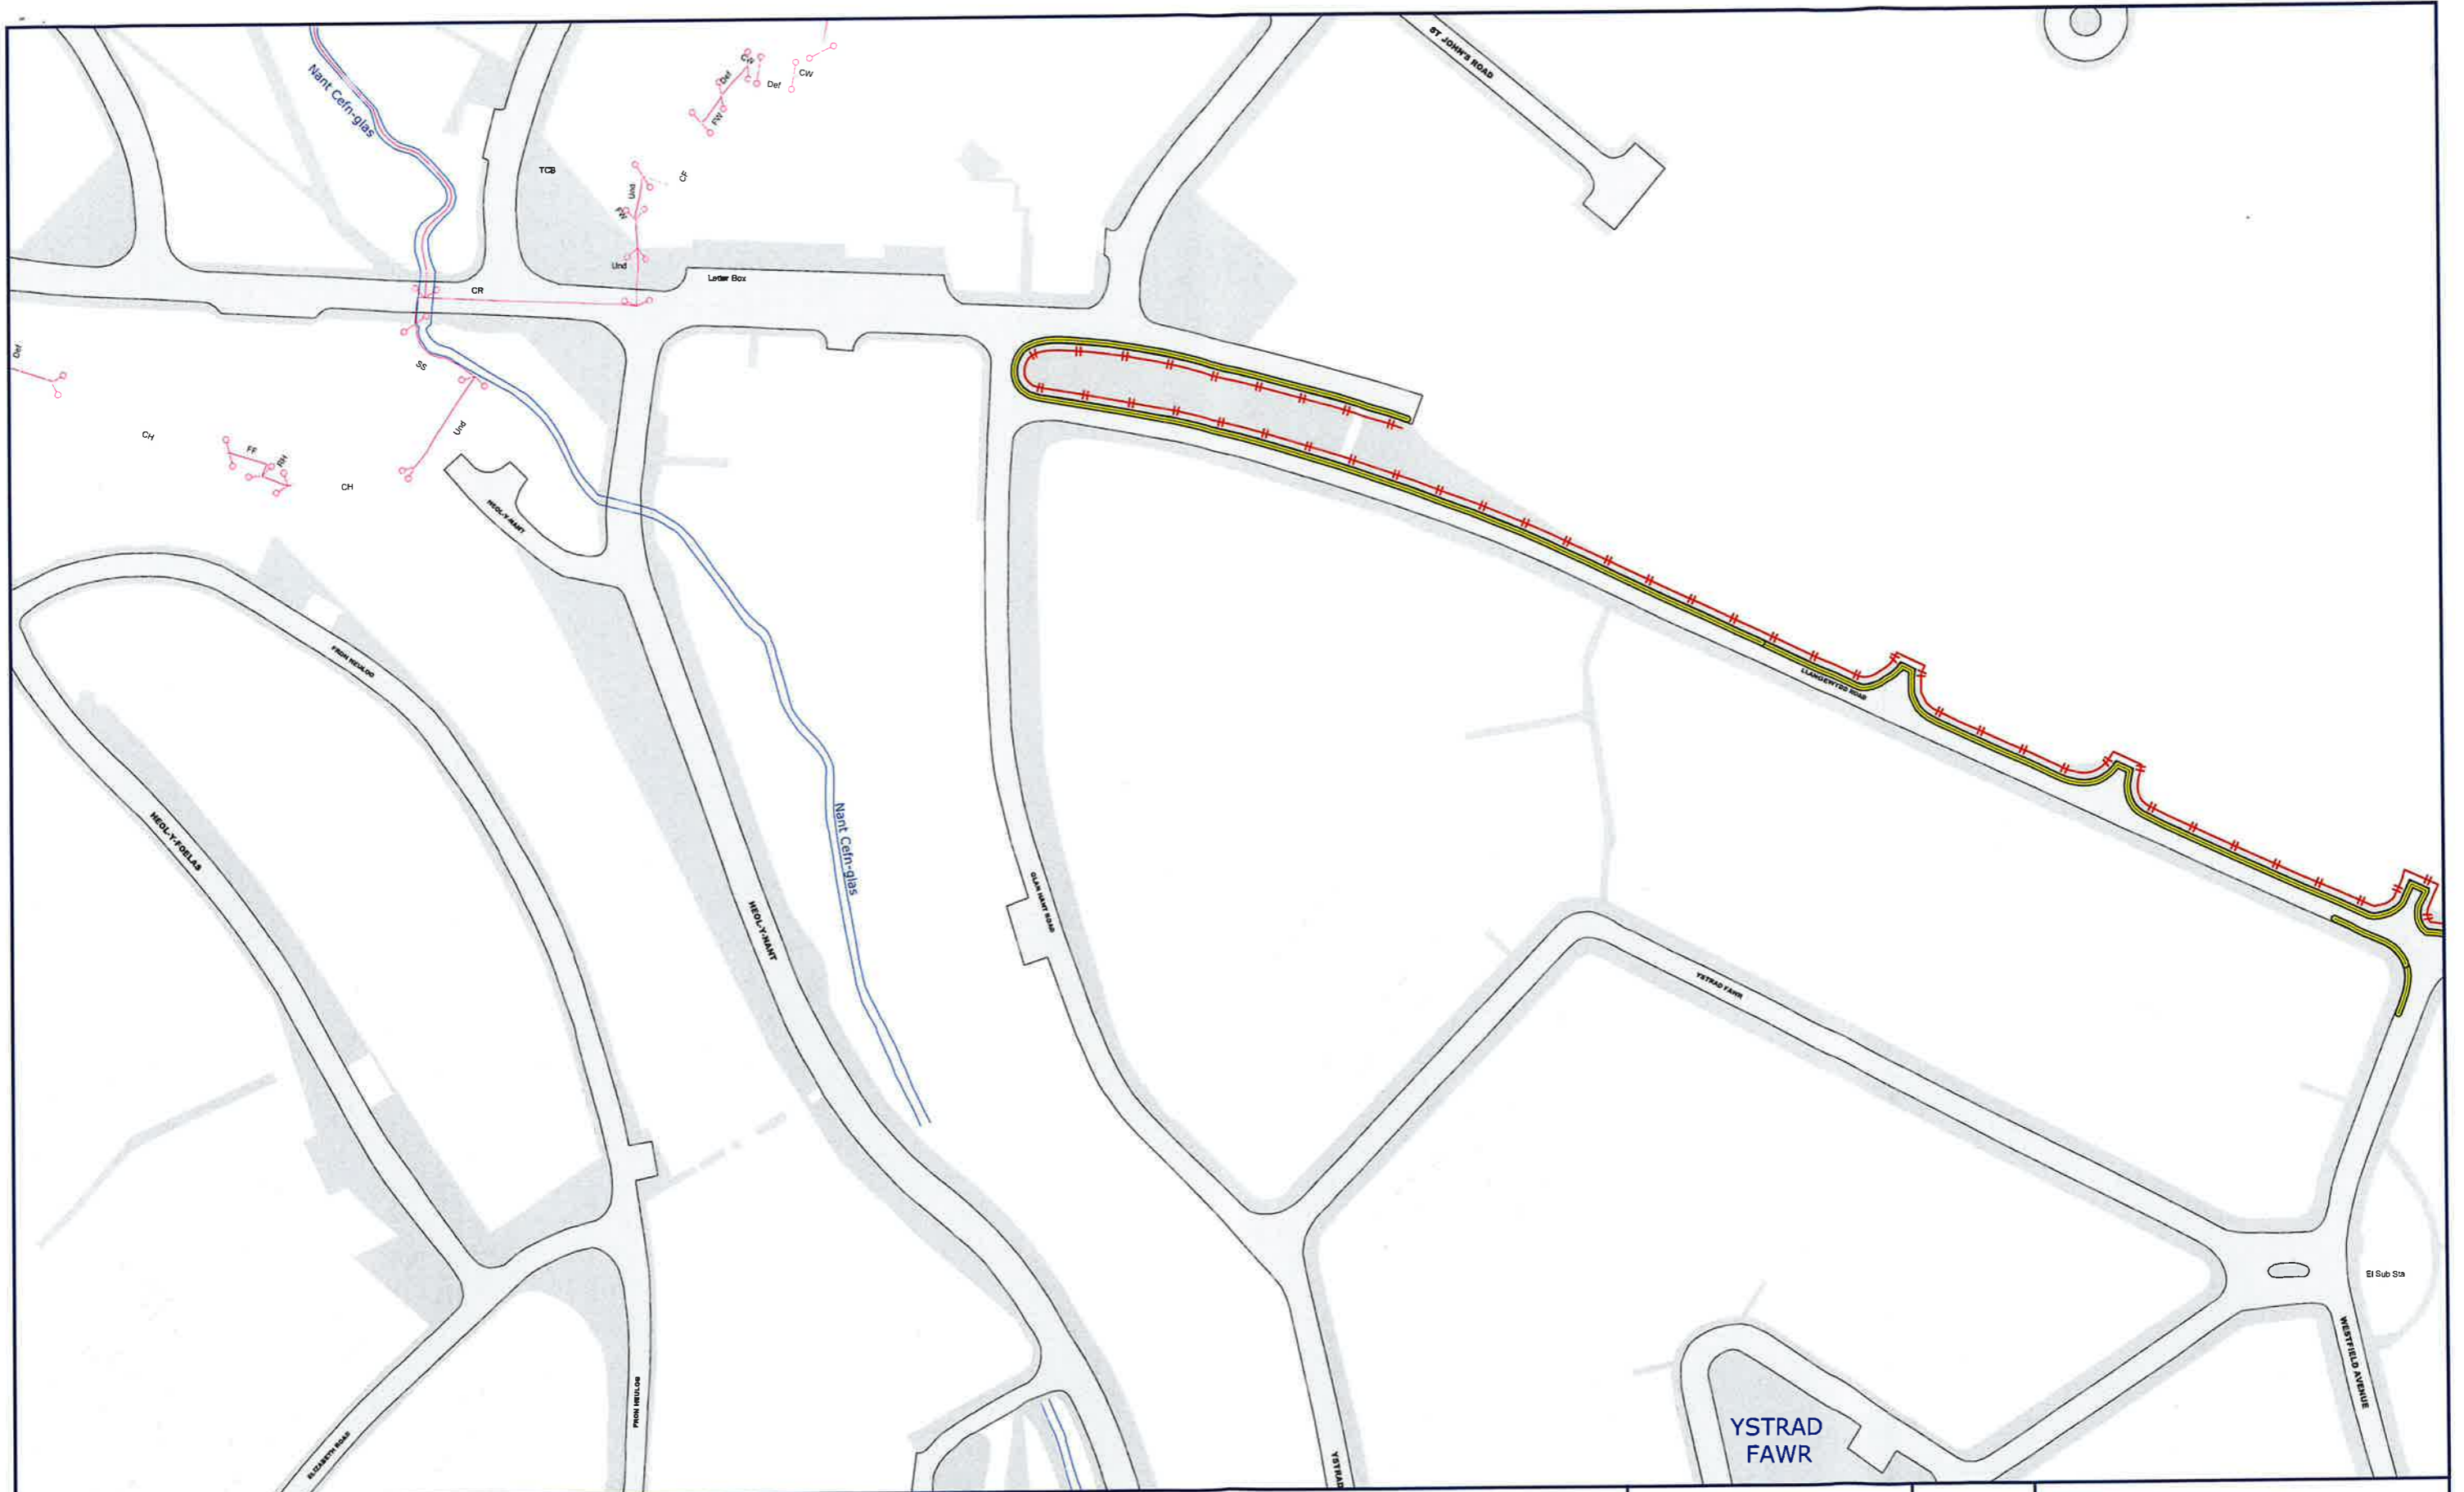 ST JOHN'S ROAD
CW
Def
CW
Def
FW
Nant Cefn-glas
TCB
CF
Und
FW
Und
Letter Box
CR
Def
SS
CH
FF
RH
Und
CH
HEOL-Y-NANT
FRON HEULOG
LLANGEWYDD ROAD
HEOL-Y-FOELAS
Nant Cefn-glas
GLAN NANT ROAD
HEOL-Y-NANT
YSTRAD FAWR
El Sub Sta
WESTFIELD AVENUE
FRON HEULOG
YSTRAD
FAWR
ELIZABETH ROAD
YSTRAD